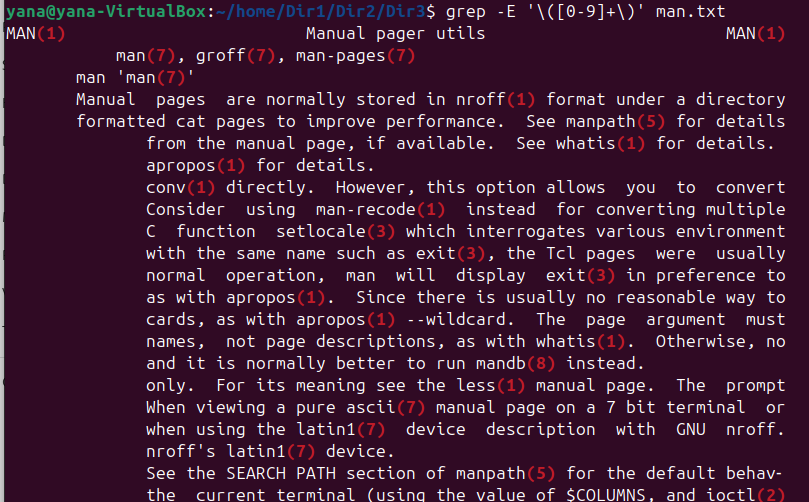 yana@yana-VirtualBox:~/home/Dir1/Dir2/Dir3$ grep -E '\([0-9]+\)' man.txt
MAN(1)                        Manual pager utils                        MAN(1)
           man(7), groff(7), man-pages(7)
       man 'man(7)'
       Manual  pages  are normally stored in nroff(1) format under a directory
       formatted cat pages to improve performance.  See manpath(5) for details
              from the manual page, if available.  See whatis(1) for details.
              apropos(1) for details.
              conv(1) directly.  However, this option allows  you  to  convert
              Consider  using  man-recode(1)  instead  for converting multiple
              C  function  setlocale(3) which interrogates various environment
              with the same name such as exit(3), the Tcl pages  were  usually
              normal  operation,  man  will  display  exit(3) in preference to
              as with apropos(1).  Since there is usually no reasonable way to
              cards, as with apropos(1) --wildcard.  The  page  argument  must
              names,  not page descriptions, as with whatis(1).  Otherwise, no
              and it is normally better to run mandb(8) instead.
              only.  For its meaning see the less(1) manual page.  The  prompt
              When viewing a pure ascii(7) manual page on a 7 bit terminal  or
              when using the latin1(7)  device  description  with  GNU  nroff.
              nroff's latin1(7) device.
              See the SEARCH PATH section of manpath(5) for the default behav-
              the  current terminal (using the value of $COLUMNS, and ioctl(2)